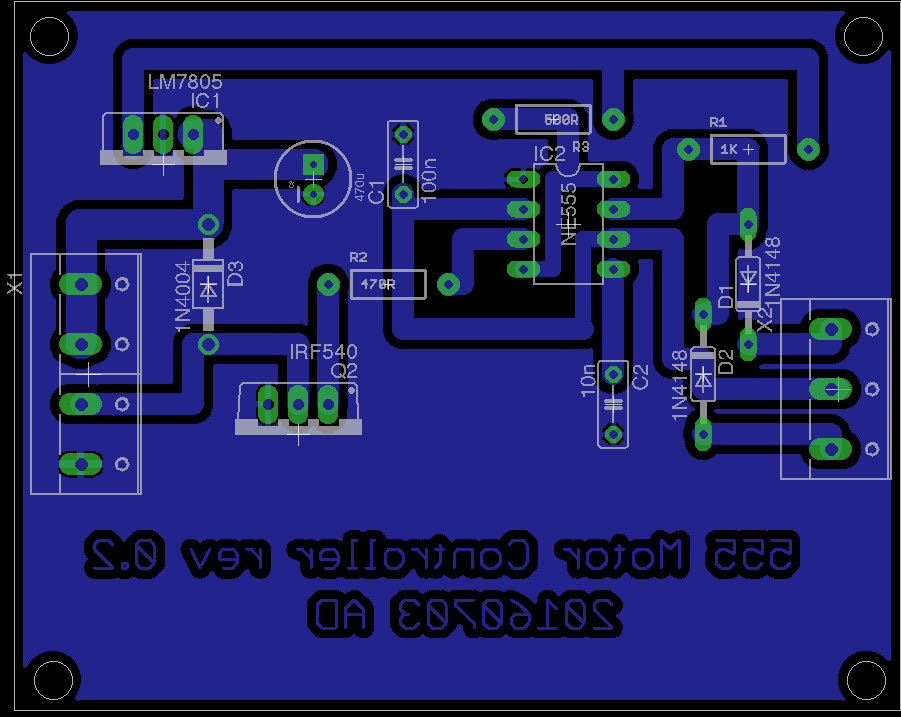 LM7805
IC1
500R
R3
R1
1K
IC2
NE555
C1
100n
470u
8
R2
470R
X1
1N4004
D3
IRF540
Q2
10n
C2
D1
1N4148
X2
D2
1N4148
555 Motor Controller rev 0.2
20160703 AD